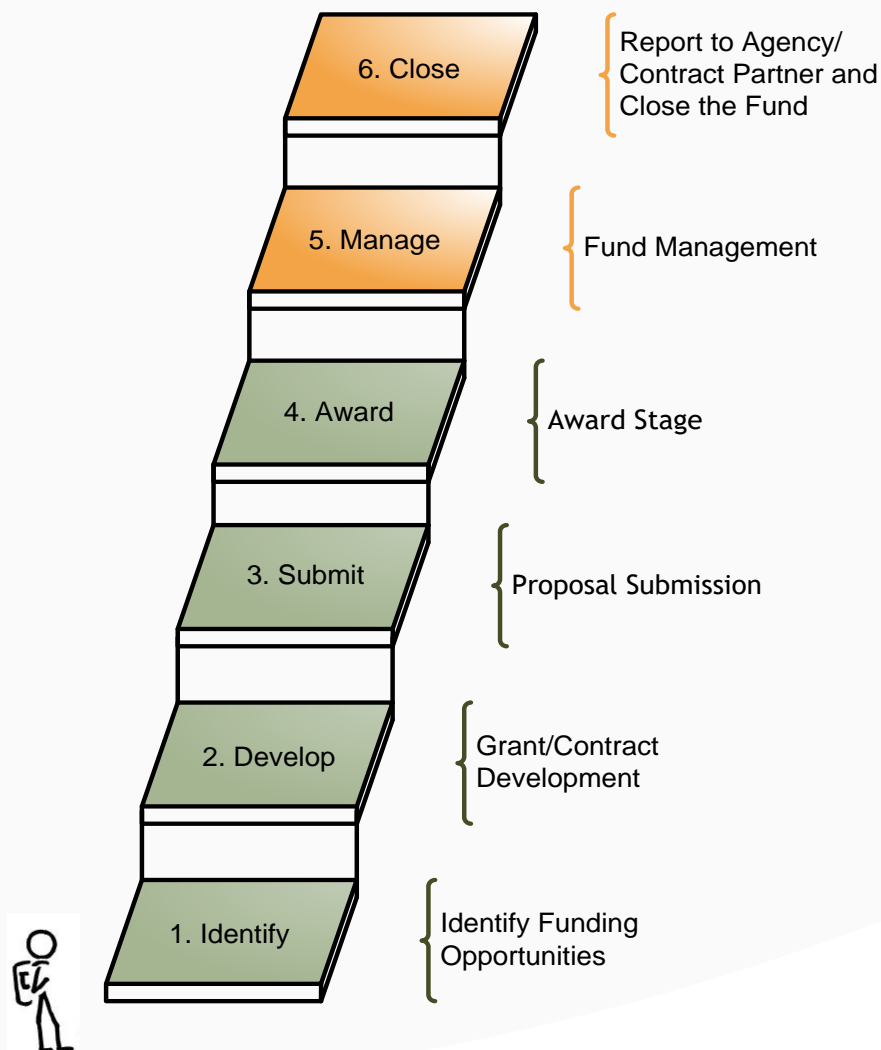 6. Close
Report to Agency/
Contract Partner and
Close the Fund
5. Manage
Fund Management
4. Award
Award Stage
3. Submit
Proposal Submission
2. Develop
Grant/Contract
Development
1. Identify
Identify Funding
Opportunities